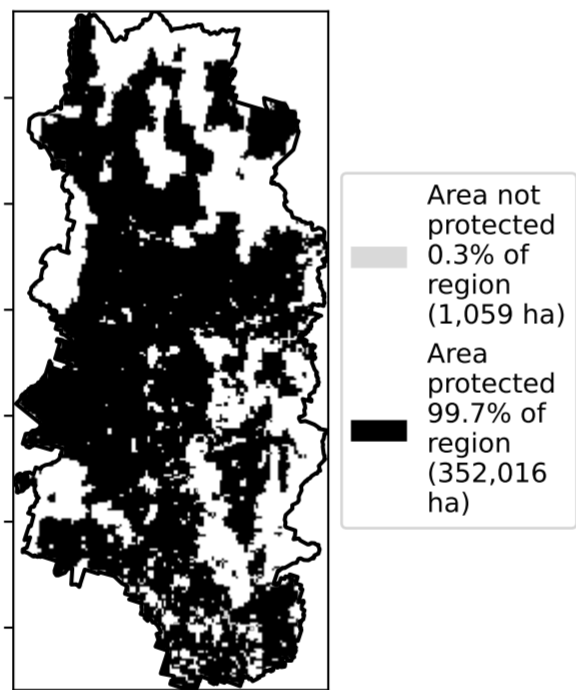 Area not
protected
0.3% of
region
(1,059 ha)
Area
protected
99.7% of
region
(352,016
ha)